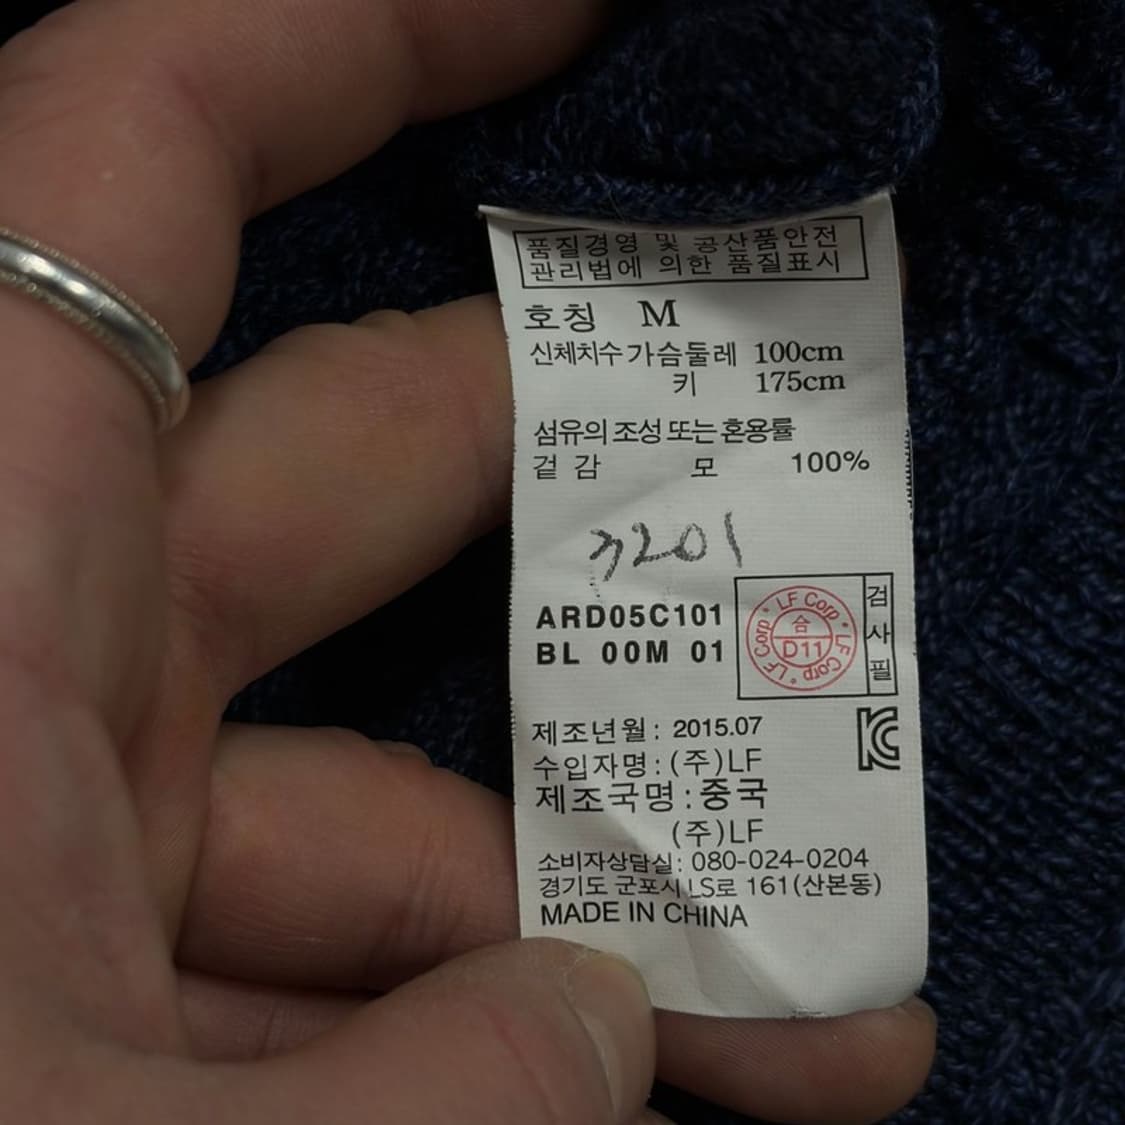 품질경영 및 공산품안전
관리법에 의한 품질표시
호칭 M
신체치수 가슴둘레 100cm
키 175cm
섬유의 조성 또는 혼용률
겉감 모 100%
3201
ARD05C101
BL 00M 01
LF Corp · LF Corp · LF Corp · LF Corp ·
합
D11
검사필
제조년월 : 2015.07
수입자명 : (주)LF
제조국명 : 중국
(주)LF
소비자상담실 : 080-024-0204
경기도 군포시 LS로 161(산본동)
MADE IN CHINA